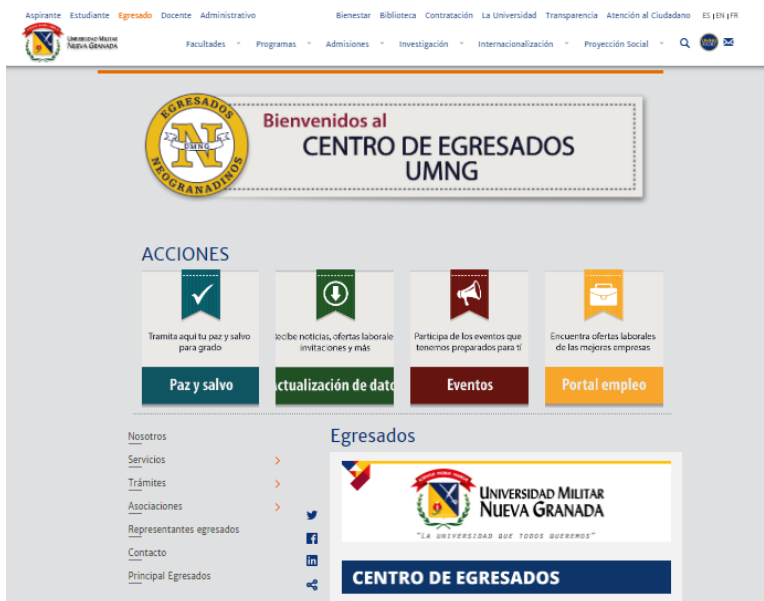 Aspirante Estudiante Egresado Docente Administrativo
Bienestar Biblioteca Contratación La Universidad Transparencia Atención al Ciudadano ES |EN |FR
UNIVERSIDAD MILITAR
NUEVA GRANADA
Facultades Programas Admisiones Investigación Internacionalización Proyección Social
EGRESADOS
UMNG
N
NEOGRANADINOS
Bienvenidos al
CENTRO DE EGRESADOS
UMNG
ACCIONES
Tramita aquí tu paz y salvo
para grado
Paz y salvo
ecibe noticias, ofertas laborale
invitaciones y más
ctualización de dato
Participa de los eventos que
tenemos preparados para tí
Eventos
Encuentra ofertas laborales
de las mejores empresas
Portal empleo
Nosotros
Servicios
Trámites
Asociaciones
Representantes egresados
Contacto
Principal Egresados
Egresados
UNIVERSIDAD MILITAR
NUEVA GRANADA
"LA UNIVERSIDAD QUE TODOS QUEREMOS"
CENTRO DE EGRESADOS